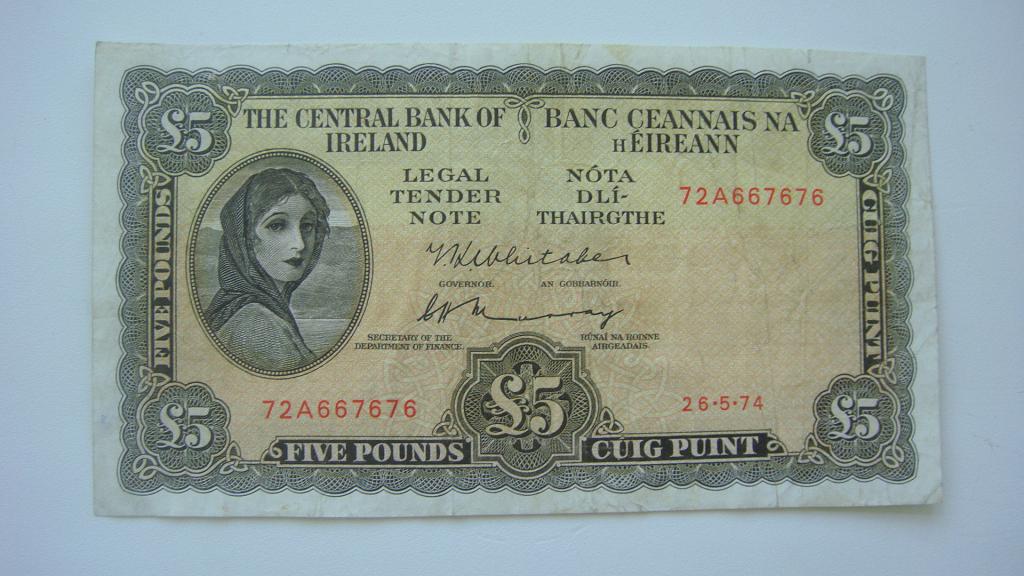 £5
£5
THE CENTRAL BANK OF
IRELAND
BANC CEANNAIS NA
hÉIREANN
LEGAL
TENDER
NOTE
NÓTA
DLÍ-
THAIRGTHE
72A667676
T.K. Whitaker
GOVERNOR.
AN GOBHARNÓIR.
C H Murray
SECRETARY OF THE
DEPARTMENT OF FINANCE.
RÚNAÍ NA ROINNE
AIRGEADAIS.
FIVE POUNDS
CUIG PUINT
72A667676
£5
26·5·74
£5
£5
FIVE POUNDS
CUIG PUINT